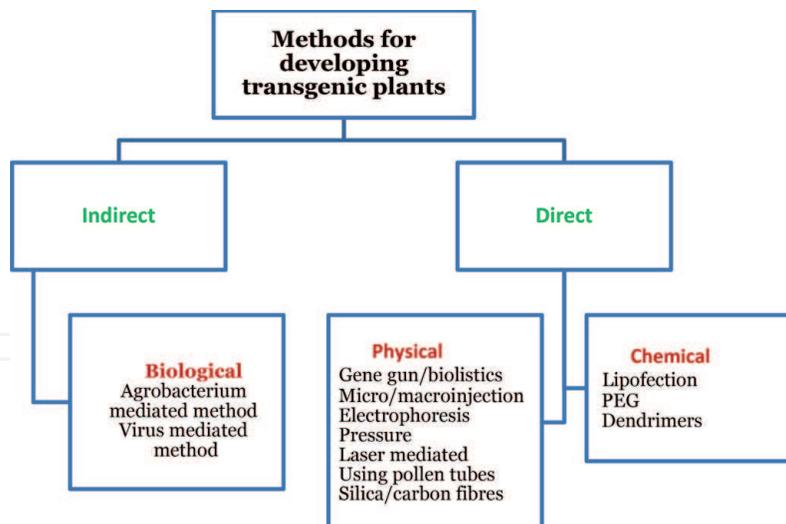 Methods for
developing
transgenic plants
Indirect
Direct
Biological
Agrobacterium
mediated method
Virus mediated
method
Physical
Gene gun/biolistics
Micro/macroinjection
Electrophoresis
Pressure
Laser mediated
Using pollen tubes
Silica/carbon fibres
Chemical
Lipofection
PEG
Dendrimers